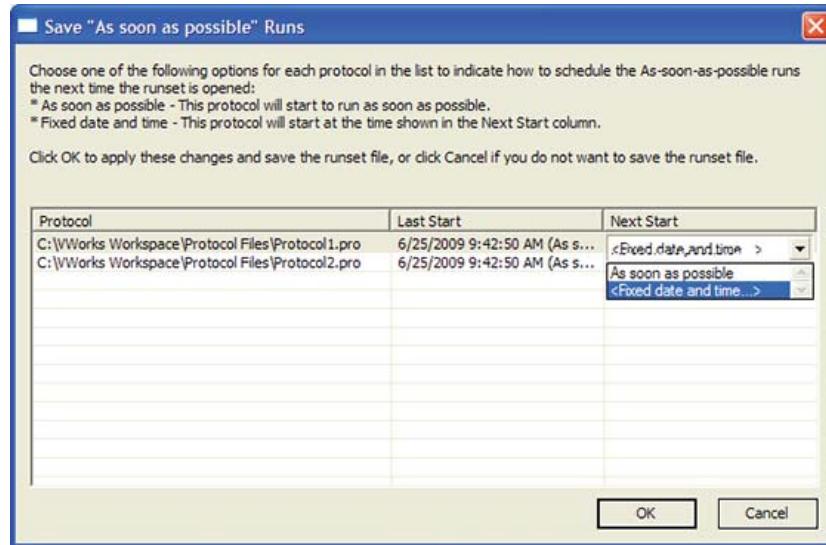 Save "As soon as possible" Runs
Choose one of the following options for each protocol in the list to indicate how to schedule the As-soon-as-possible runs
the next time the runset is opened:
* As soon as possible - This protocol will start to run as soon as possible.
* Fixed date and time - This protocol will start at the time shown in the Next Start column.
Click OK to apply these changes and save the runset file, or click Cancel if you do not want to save the runset file.
Protocol Last Start Next Start
C:\VWorks Workspace\Protocol Files\Protocol1.pro 6/25/2009 9:42:50 AM (As s... <Fixed date and time...>
C:\VWorks Workspace\Protocol Files\Protocol2.pro 6/25/2009 9:42:50 AM (As s...
As soon as possible
<Fixed date and time...>
OK Cancel